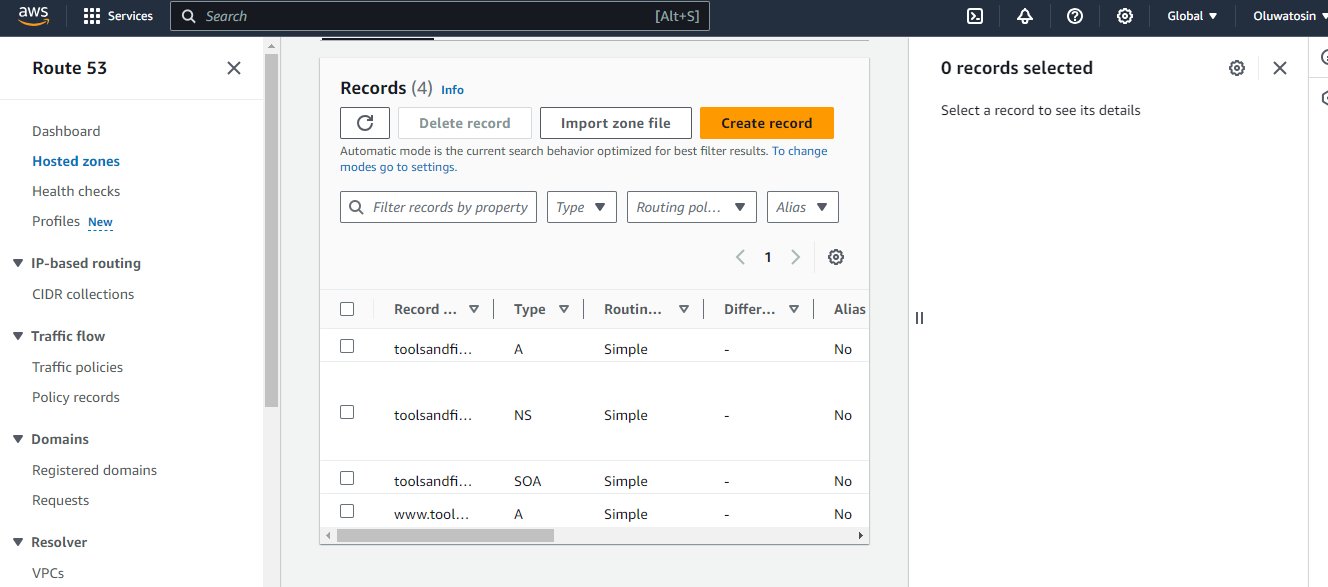 aws
Services
Search
[Alt+S]
Global
Oluwatosin
Route 53
Dashboard
Hosted zones
Health checks
Profiles New
IP-based routing
CIDR collections
Traffic flow
Traffic policies
Policy records
Domains
Registered domains
Requests
Resolver
VPCs
Records (4) Info
Delete record
Import zone file
Create record
Automatic mode is the current search behavior optimized for best filter results. To change
modes go to settings.
Filter records by property
Type
Routing pol...
Alias
1
Record ... Type Routin... Differ... Alias
toolsandfi... A Simple - No
toolsandfi... NS Simple - No
toolsandfi... SOA Simple - No
www.tool... A Simple - No
0 records selected
Select a record to see its details